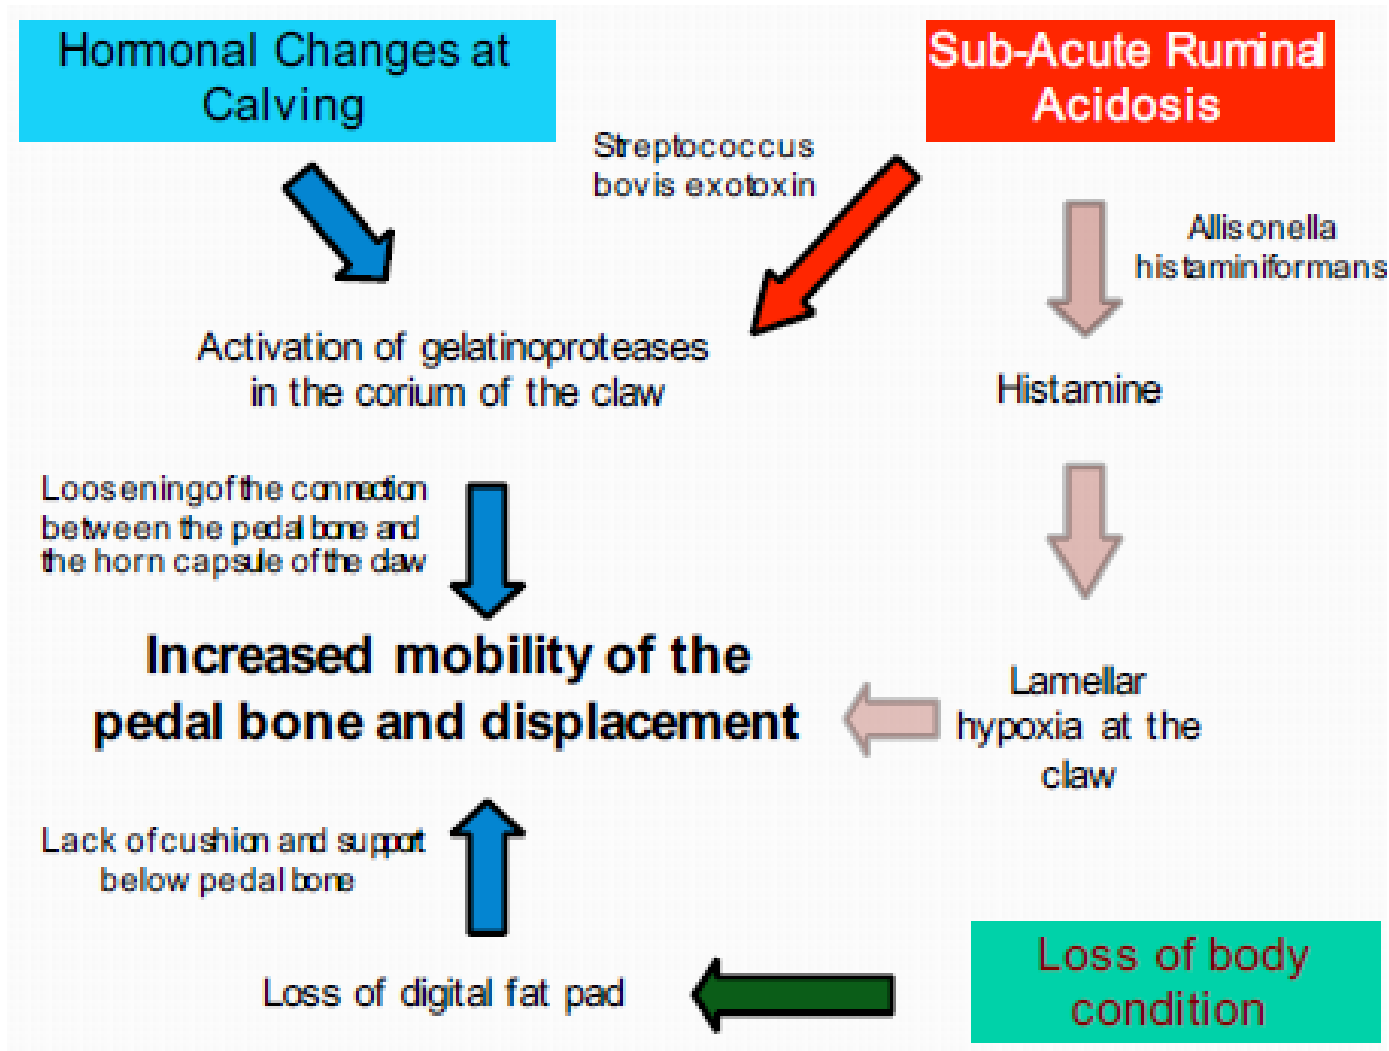 Hormonal Changes at
Calving
Sub-Acute Ruminal
Acidosis
Streptococcus
bovis exotoxin
Allisonella
histaminiformans
Activation of gelatinoproteases
in the corium of the claw
Histamine
Loosening of the connection
between the pedal bone and
the horn capsule of the claw
Increased mobility of the
pedal bone and displacement
Lamellar
hypoxia at the
claw
Lack of cushion and support
below pedal bone
Loss of digital fat pad
Loss of body
condition